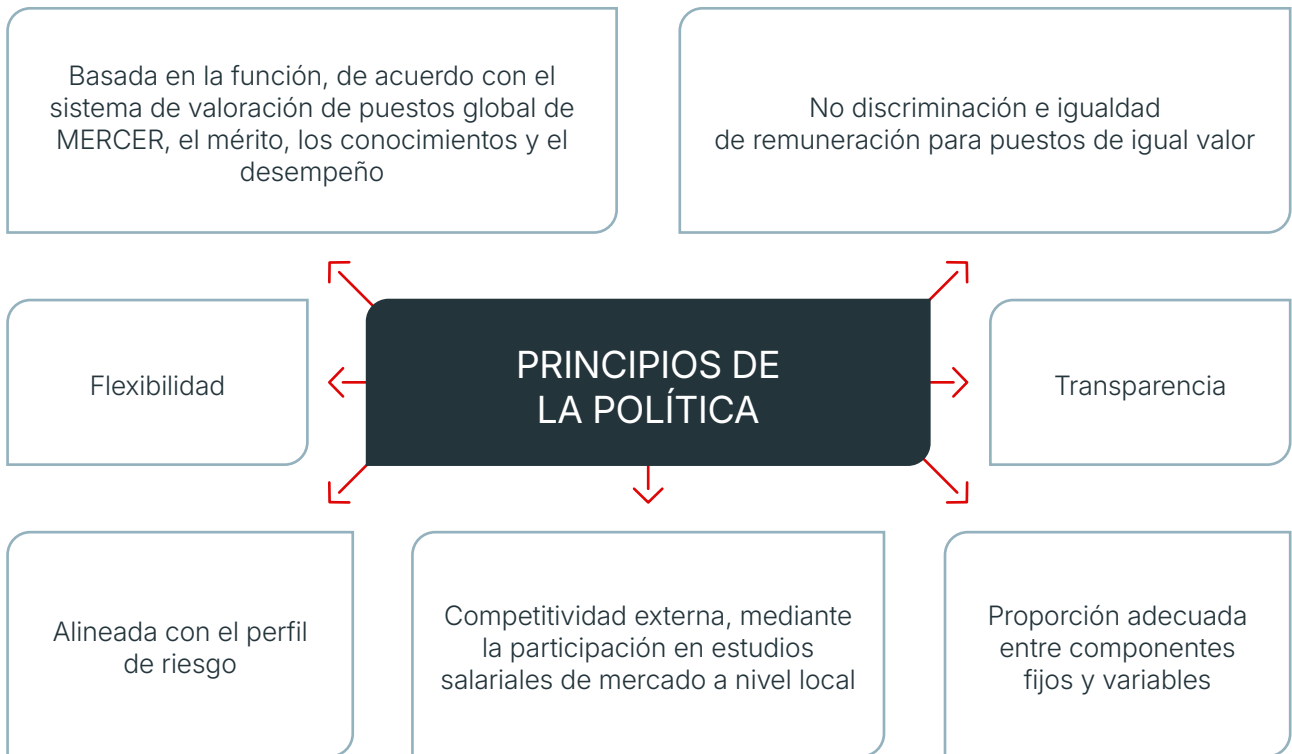 Basada en la función, de acuerdo con el
sistema de valoración de puestos global de
MERCER, el mérito, los conocimientos y el
desempeño
No discriminación e igualdad
de remuneración para puestos de igual valor
Flexibilidad
PRINCIPIOS DE
LA POLÍTICA
Transparencia
Alineada con el perfil
de riesgo
Competitividad externa, mediante
la participación en estudios
salariales de mercado a nivel local
Proporción adecuada
entre componentes
fijos y variables